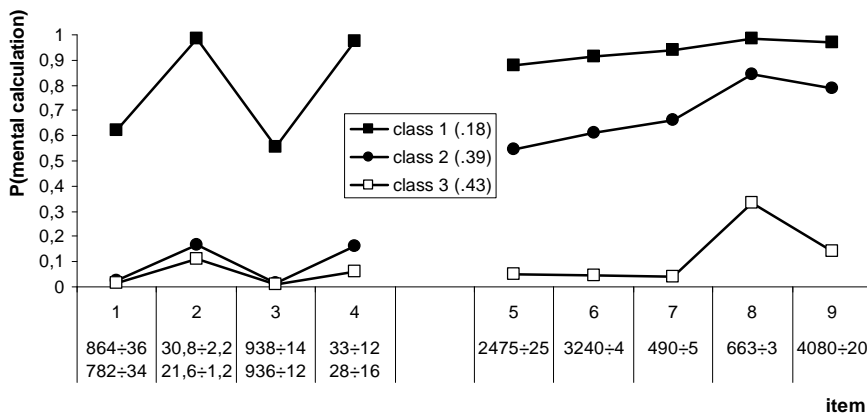 P(mental calculation)
1
0,9
0,8
0,7
0,6
0,5
0,4
0,3
0,2
0,1
0
class 1 (.18)
class 2 (.39)
class 3 (.43)
1 2 3 4 5 6 7 8 9
864÷36 30,8÷2,2 938÷14 33÷12 2475÷25 3240÷4 490÷5 663÷3 4080÷20
782÷34 21,6÷1,2 936÷12 28÷16
item